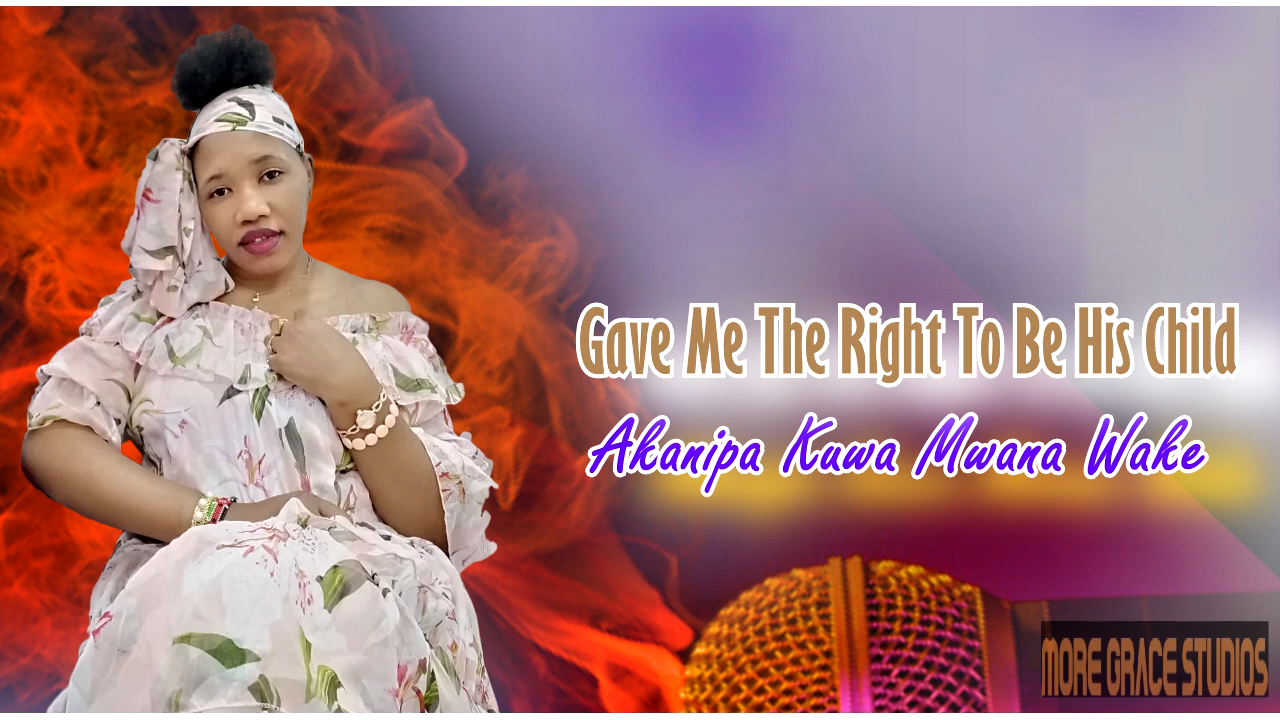 Gave Me The Right To Be His Child
Akanipa Kuwa Mwana Wake
MORE GRACE STUDIOS